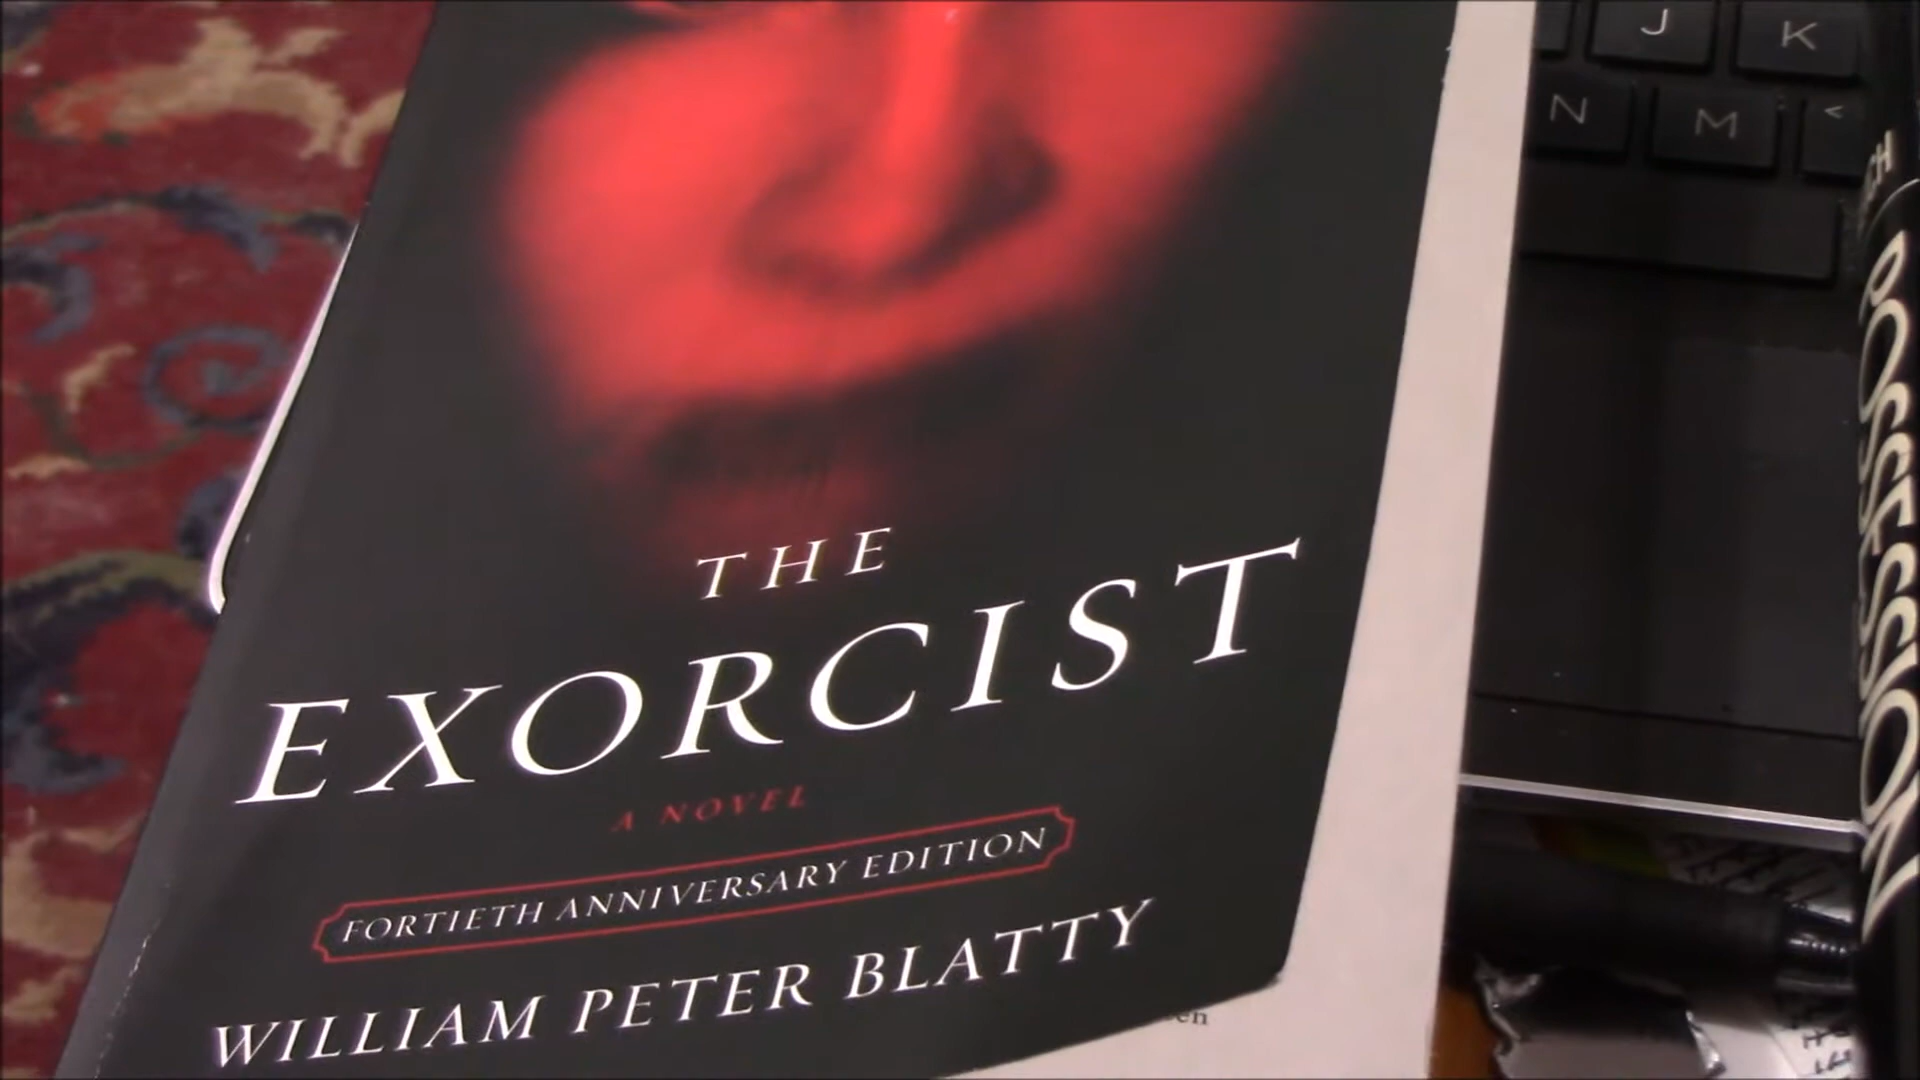 THE
EXORCIST
A NOVEL
FORTIETH ANNIVERSARY EDITION
WILLIAM PETER BLATTY
POSSESSION
J K
N M <